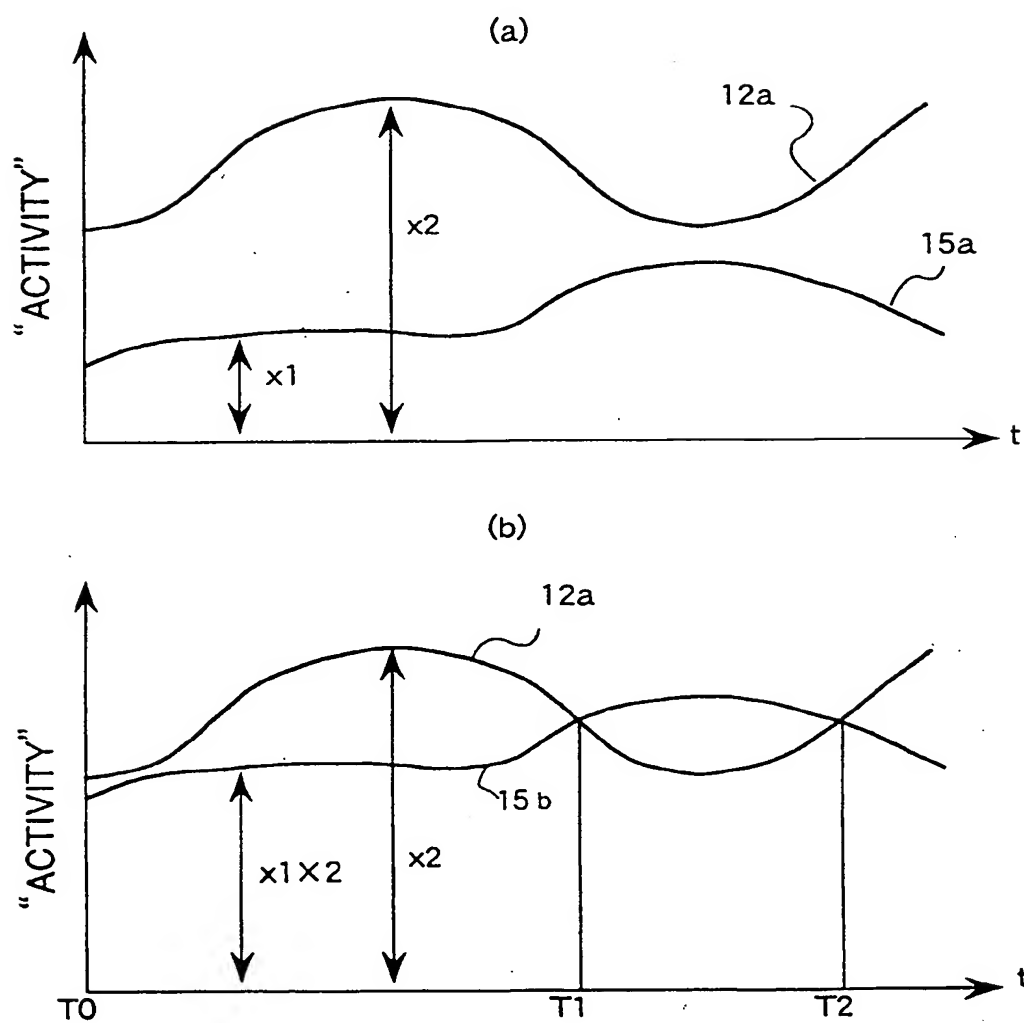 (a)
"ACTIVITY"
12a
x2
15a
x1
t
(b)
"ACTIVITY"
12a
15b
x1×2
x2
t
T0
T1
T2